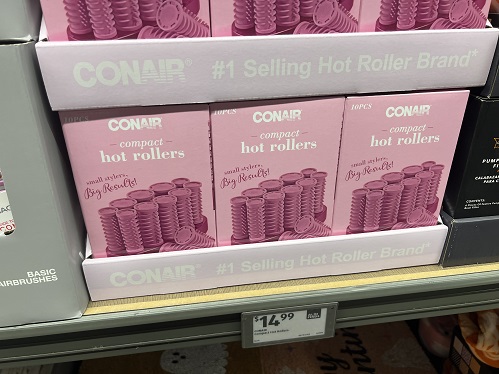 CONAIR® #1 Selling Hot Roller Brand*
10PCS
CONAIR
compact
hot rollers
small stylers,
Big Results!
10PCS
CONAIR
compact
hot rollers
small stylers,
Big Results!
10PCS
CONAIR
compact
hot rollers
small stylers,
Big Results!
CONAIR® #1 Selling Hot Roller Brand*
$14.99
BASIC
AIRBRUSHES
CONTENTS